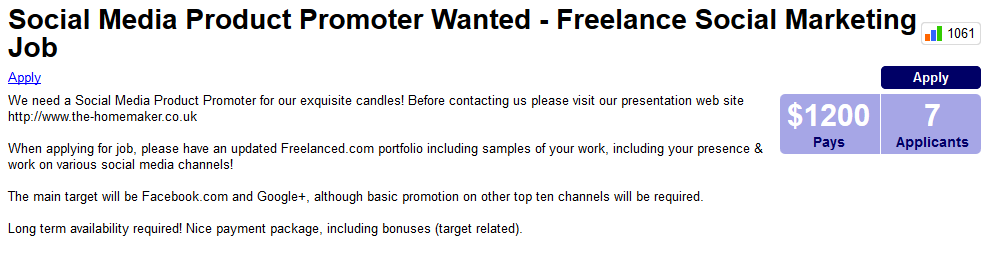 Social Media Product Promoter Wanted - Freelance Social Marketing
Job
1061
Apply
Apply
We need a Social Media Product Promoter for our exquisite candles! Before contacting us please visit our presentation web site
http://www.the-homemaker.co.uk
$1200
Pays
7
Applicants
When applying for job, please have an updated Freelanced.com portfolio including samples of your work, including your presence &
work on various social media channels!
The main target will be Facebook.com and Google+, although basic promotion on other top ten channels will be required.
Long term availability required! Nice payment package, including bonuses (target related).